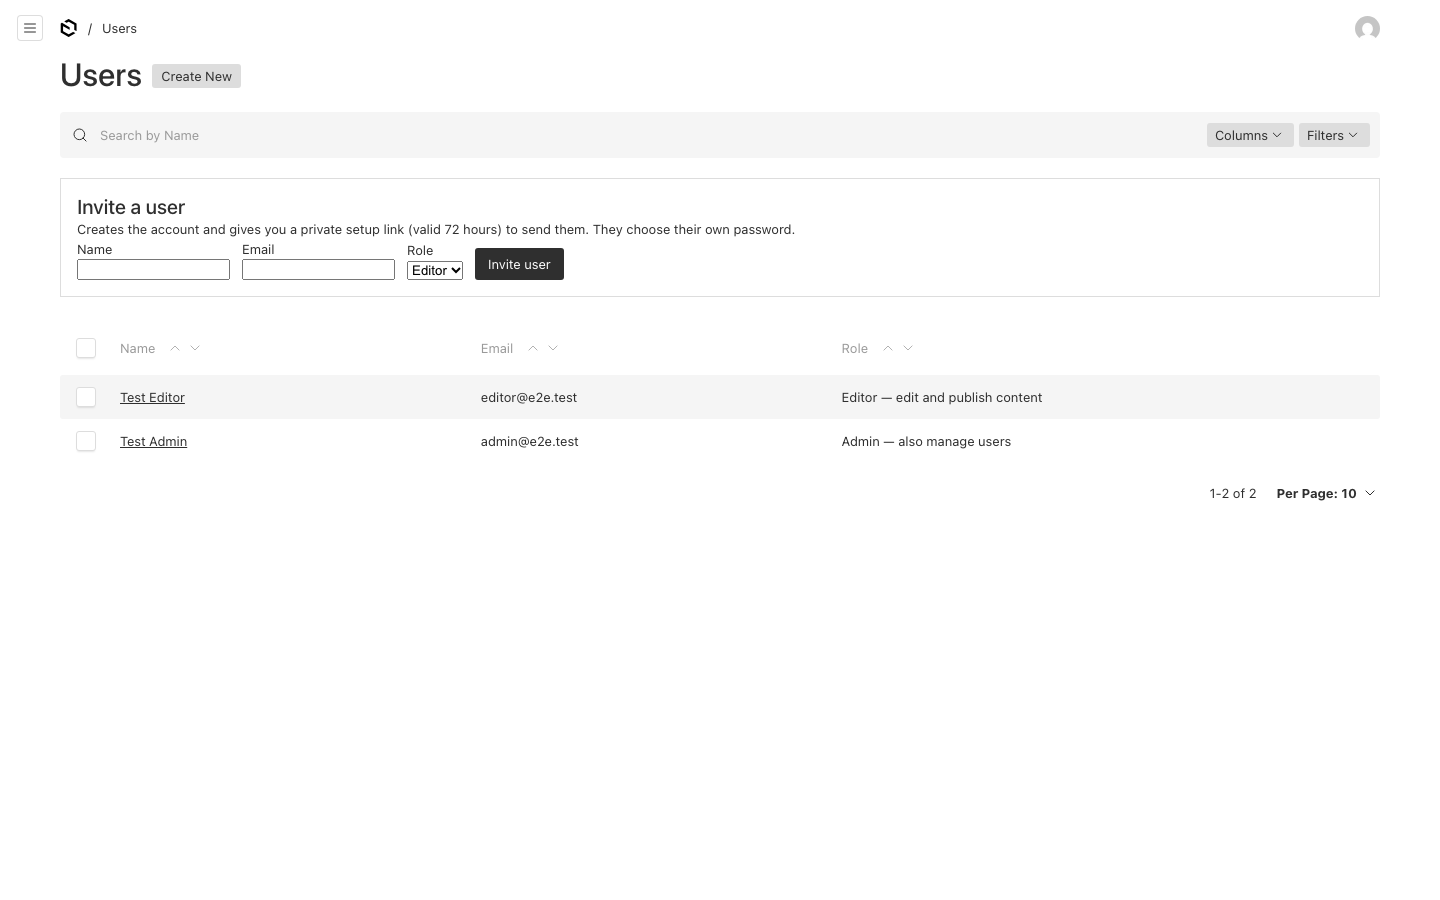 / Users
Users Create New
Search by Name Columns Filters
Invite a user
Creates the account and gives you a private setup link (valid 72 hours) to send them. They choose their own password.
Name Email Role
Editor Invite user
Name Email Role
Test Editor editor@e2e.test Editor — edit and publish content
Test Admin admin@e2e.test Admin — also manage users
1-2 of 2 Per Page: 10